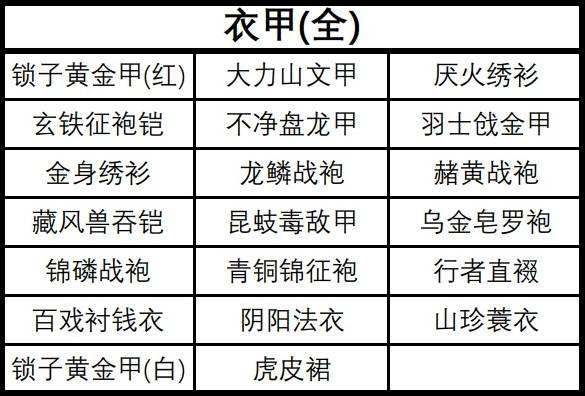 衣甲(全)
锁子黄金甲(红) 大力山文甲 厌火绣衫
玄铁征袍铠 不净盘龙甲 羽士戗金甲
金身绣衫 龙鳞战袍 赭黄战袍
藏风兽吞铠 昆蚑毒敌甲 乌金皂罗袍
锦磷战袍 青铜锦征袍 行者直裰
百戏衬钱衣 阴阳法衣 山珍蓑衣
锁子黄金甲(白) 虎皮裙